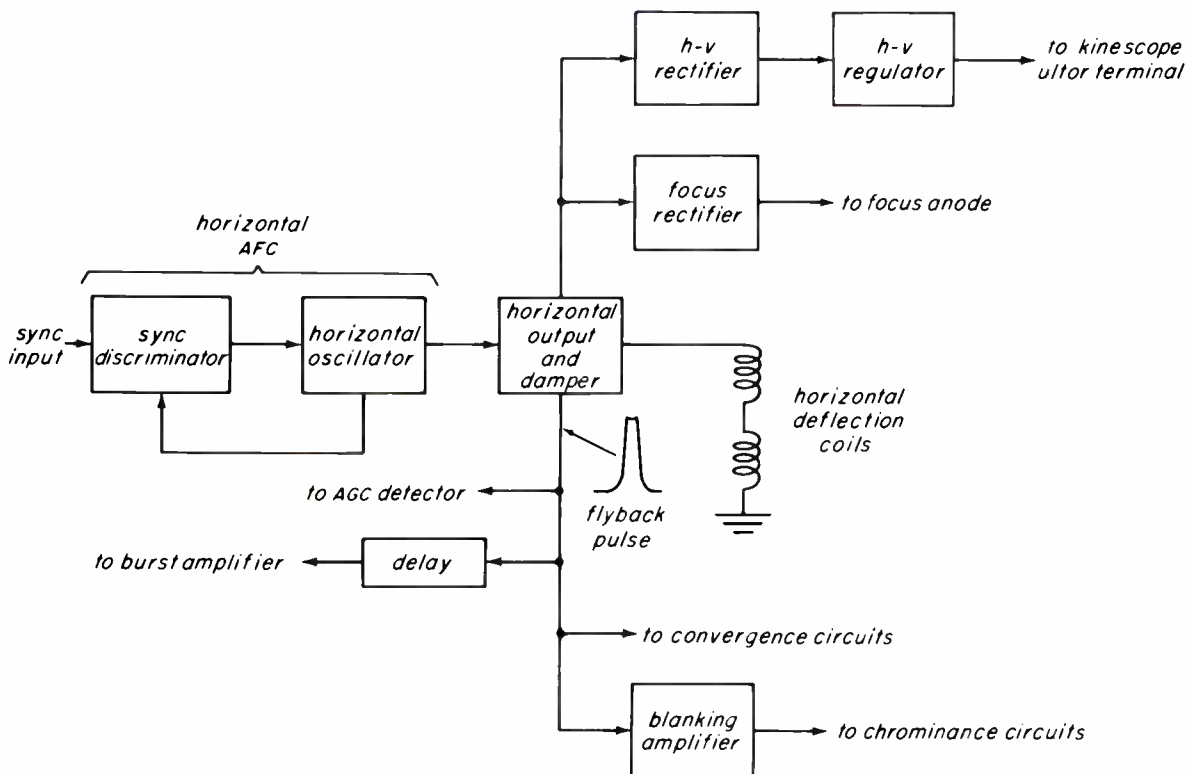 h-v
rectifier
h-v
regulator
to kinescope
ultor terminal
focus
rectifier
to focus anode
horizontal
AFC
sync
input
sync
discriminator
horizontal
oscillator
horizontal
output
and
damper
horizontal
deflection
coils
to AGC detector
flyback
pulse
to burst amplifier
delay
to convergence circuits
blanking
amplifier
to chrominance circuits